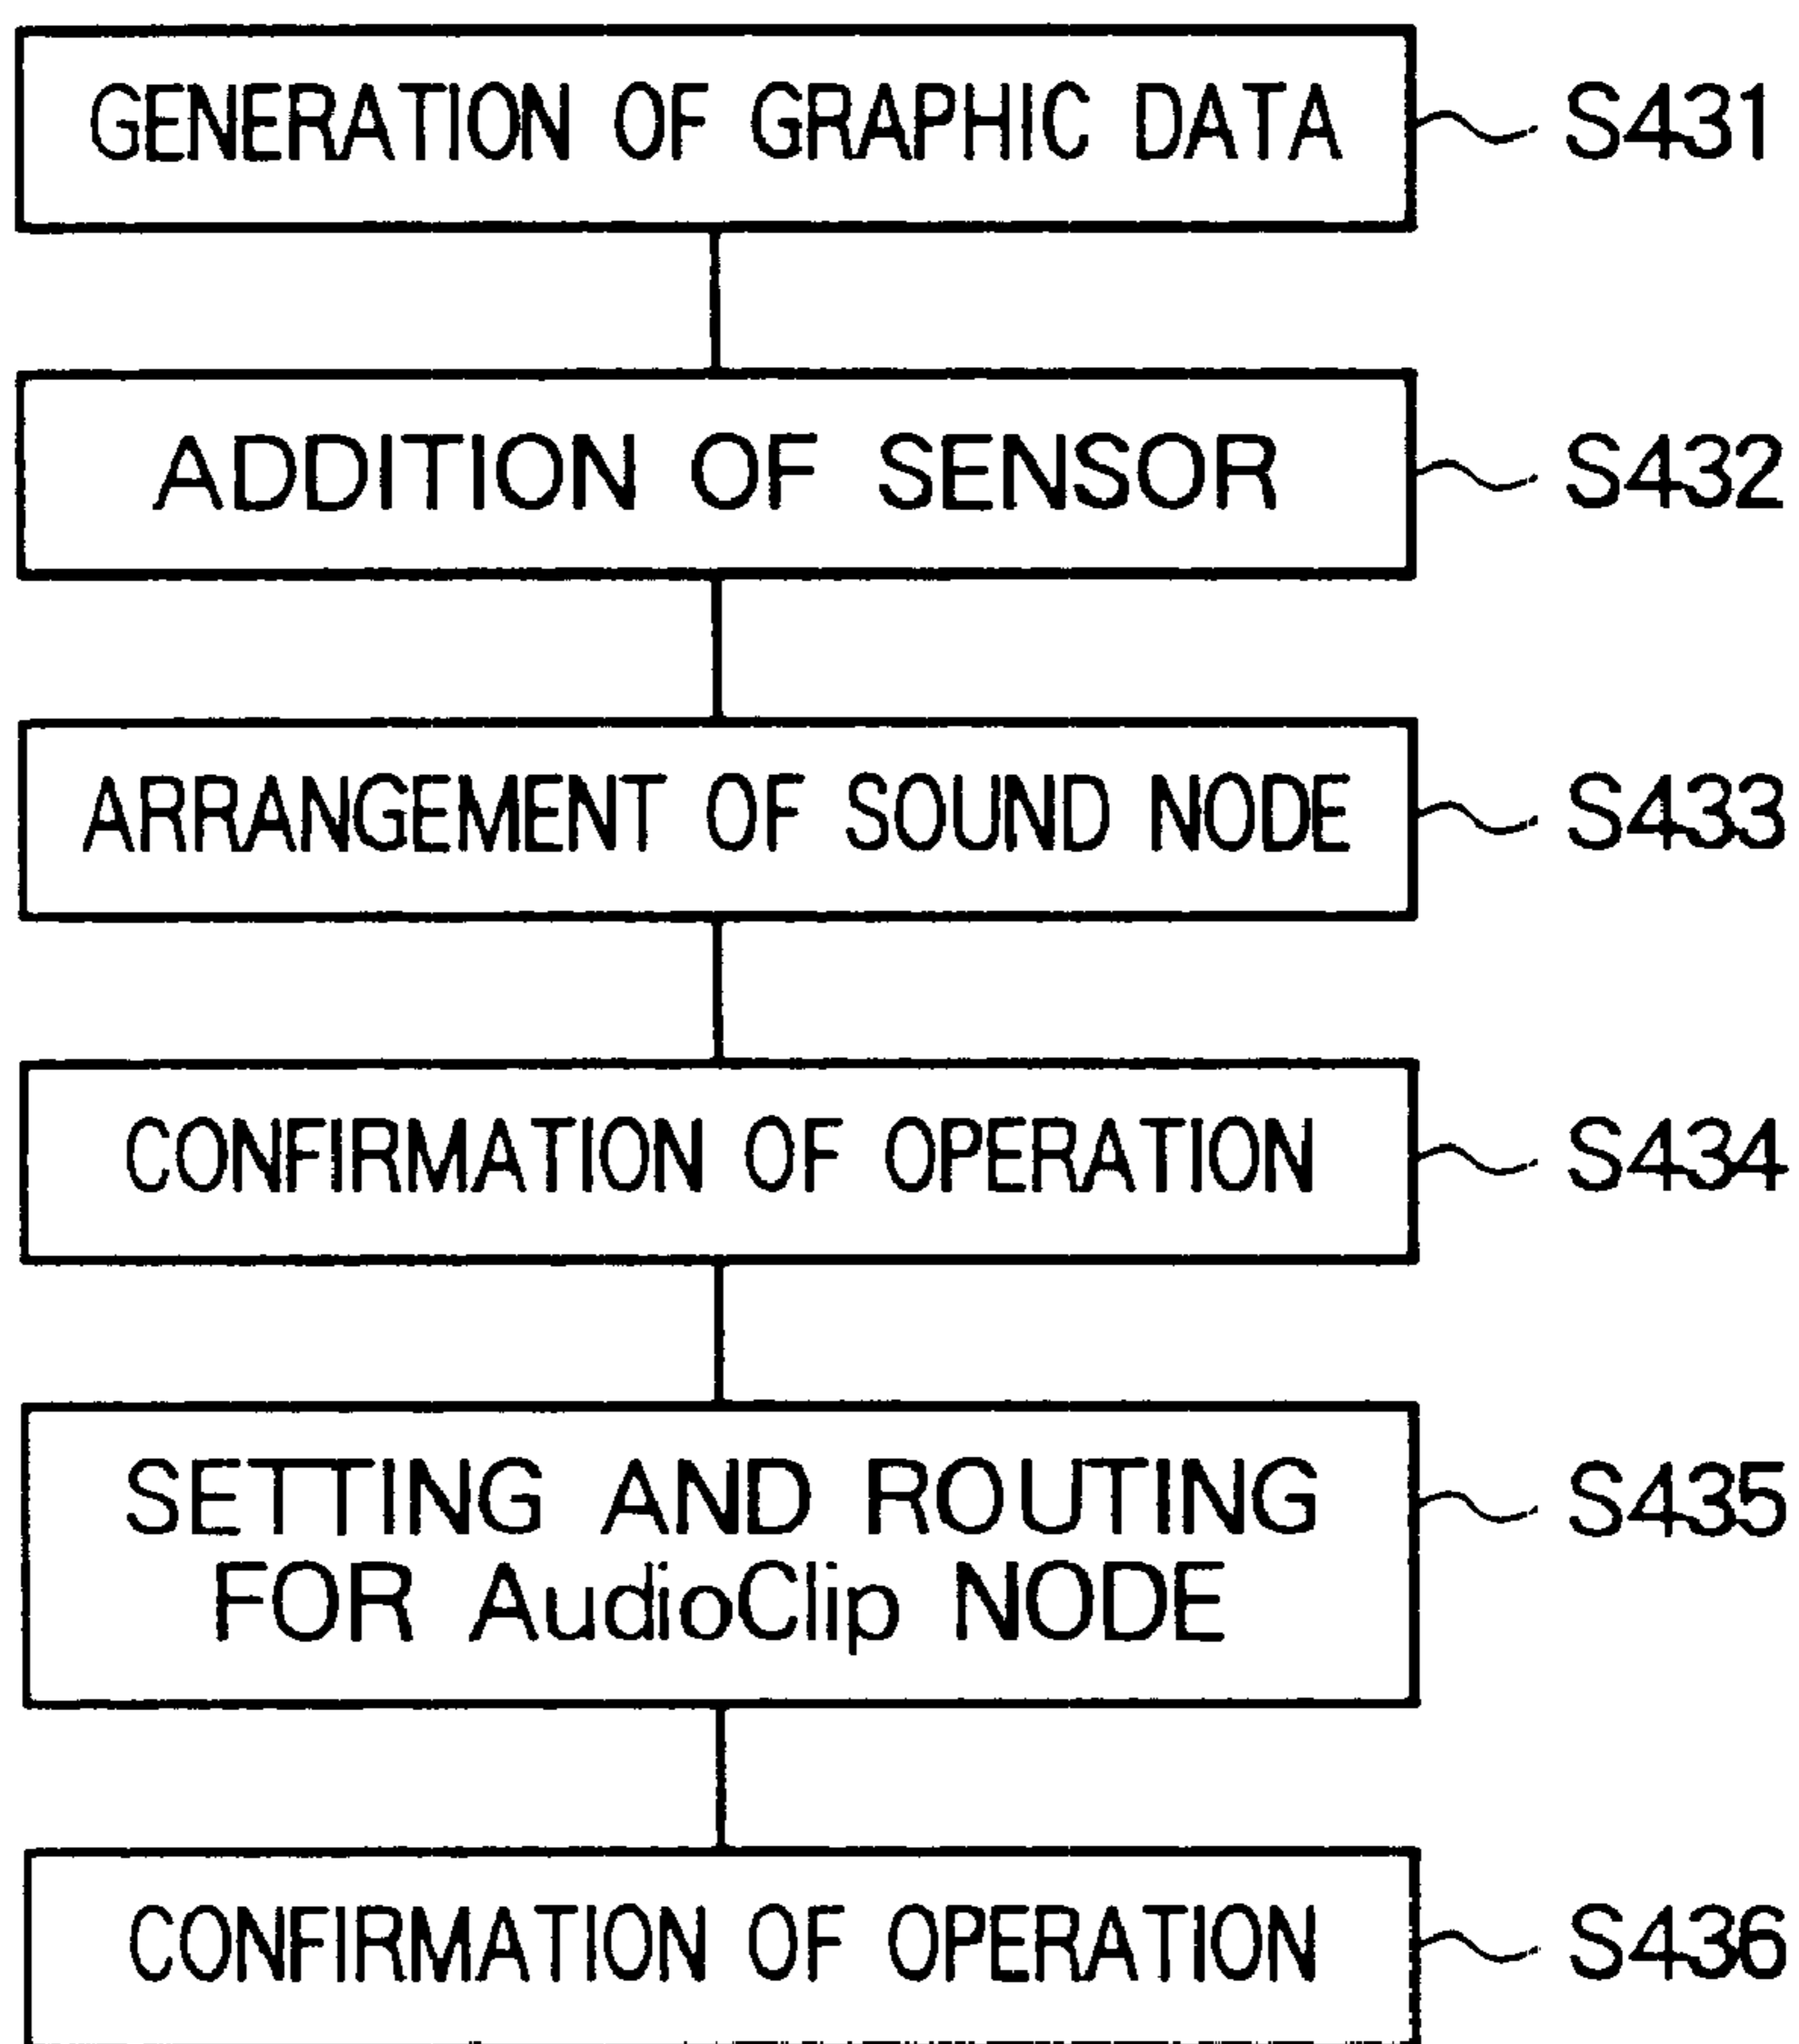 GENERATION OF GRAPHIC DATA S431
ADDITION OF SENSOR S432
ARRANGEMENT OF SOUND NODE S433
CONFIRMATION OF OPERATION S434
SETTING AND ROUTING S435
FOR AudioClip NODE
CONFIRMATION OF OPERATION S436